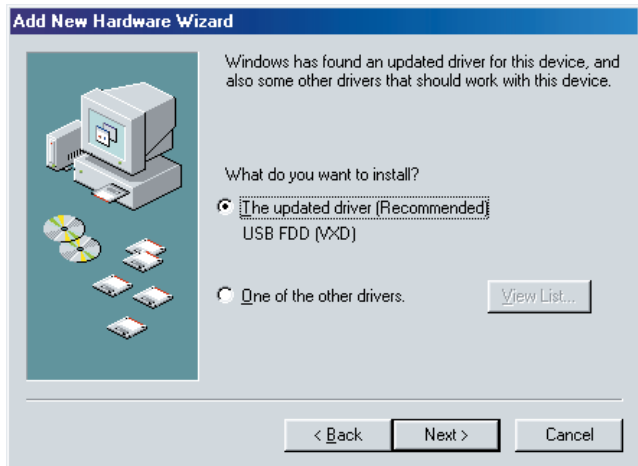 Add New Hardware Wizard
Windows has found an updated driver for this device, and
also some other drivers that should work with this device.
What do you want to install?
The updated driver (Recommended)
USB FDD (VXD)
One of the other drivers.
View List...
< Back
Next >
Cancel